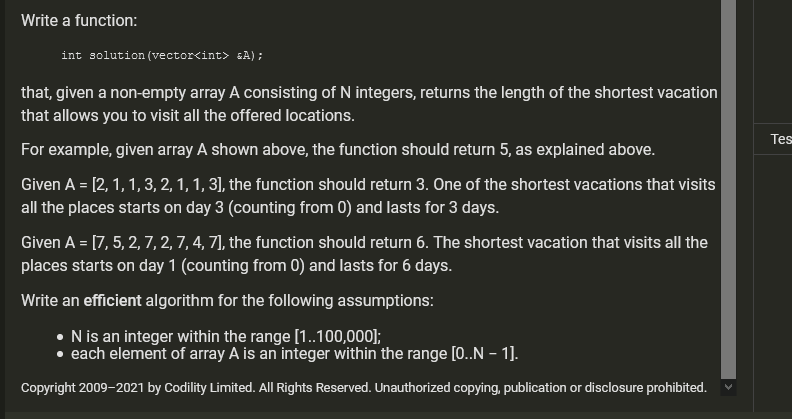 Write a function:
int solution(vector<int> &A);
that, given a non-empty array A consisting of N integers, returns the length of the shortest vacation
that allows you to visit all the offered locations.
For example, given array A shown above, the function should return 5, as explained above.
Given A = [2, 1, 1, 3, 2, 1, 1, 3], the function should return 3. One of the shortest vacations that visits
all the places starts on day 3 (counting from 0) and lasts for 3 days.
Given A = [7, 5, 2, 7, 2, 7, 4, 7], the function should return 6. The shortest vacation that visits all the
places starts on day 1 (counting from 0) and lasts for 6 days.
Write an efficient algorithm for the following assumptions:
• N is an integer within the range [1..100,000];
• each element of array A is an integer within the range [0..N − 1].
Copyright 2009–2021 by Codility Limited. All Rights Reserved. Unauthorized copying, publication or disclosure prohibited.
Tes